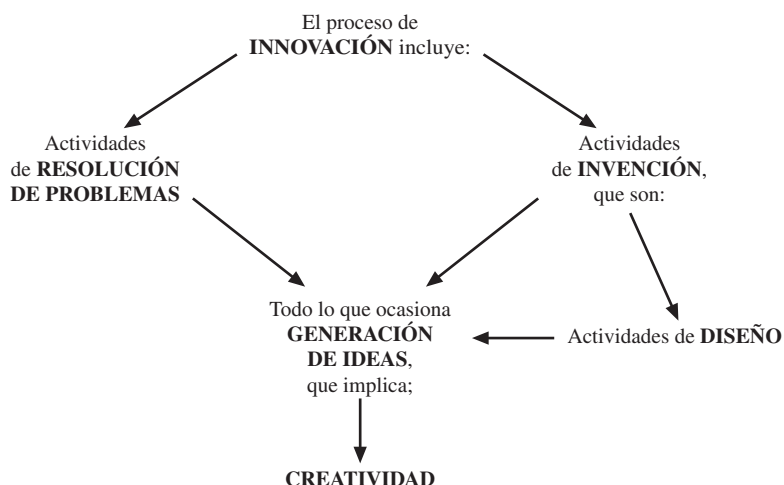 El proceso de
INNOVACIÓN incluye:
Actividades
de RESOLUCIÓN
DE PROBLEMAS
Actividades
de INVENCIÓN,
que son:
Todo lo que ocasiona
GENERACIÓN
DE IDEAS,
que implica;
Actividades de DISEÑO
CREATIVIDAD